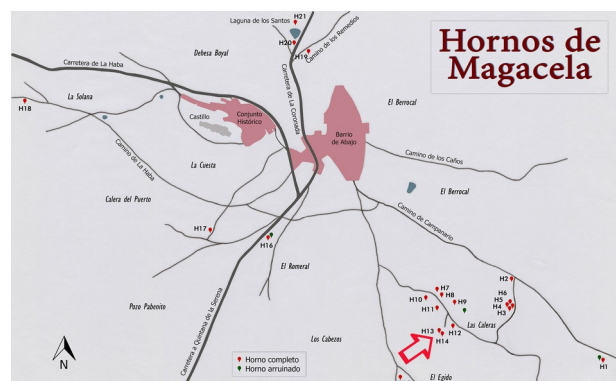 Hornos de
Magacela
Laguna de los Santos
H21
H20
H19
Camino de los Remedios
Dehesa Boyal
Carretera de La Haba
La Solana
H18
Castillo
Conjunto
Histórico
Carretera de La Coronada
El Berrocal
Barrio
de Abajo
Camino de La Haba
La Cuesta
Camino de los Caños
Calera del Puerto
El Berrocal
Camino de Campanario
H17
H16
El Romeral
H2
H7
H8
H6
H10
H9
H5
H4
H11
H3
Pozo Pabenito
Carretera a Quintana de la Serena
H13
H12
Las Caleras
H14
Los Cabezos
N
Horno completo
Horno arruinado
El Egido
H1